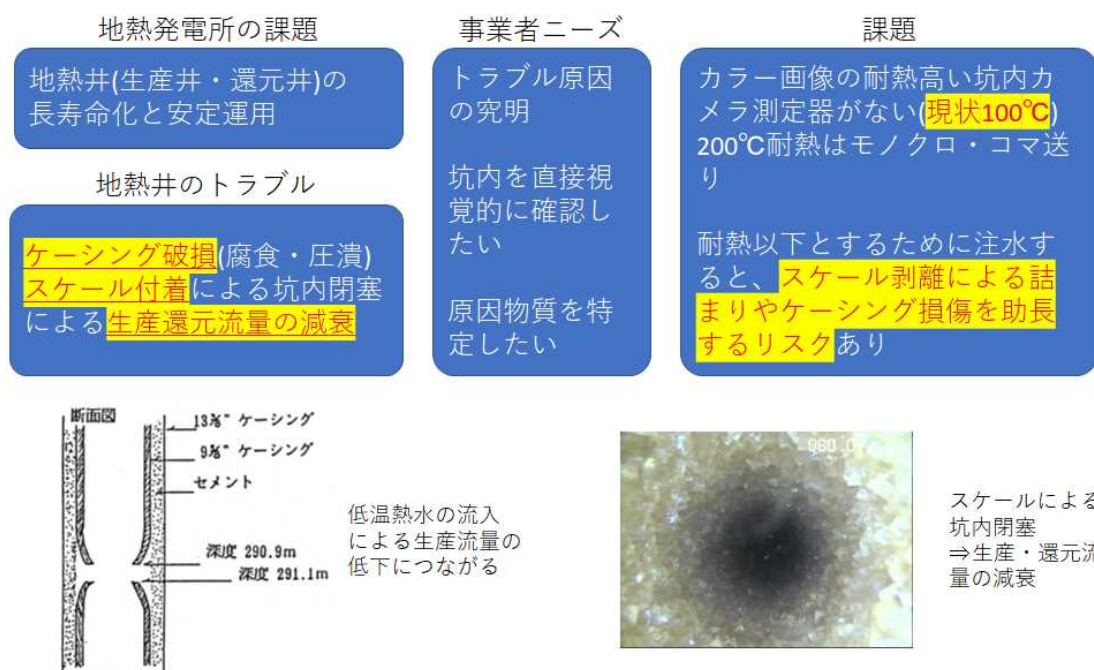 地熱発電所の課題
地熱井(生産井・還元井)の
長寿命化と安定運用
地熱井のトラブル
ケーシング破損(腐食・圧潰)
スケール付着による坑内閉塞
による生産還元流量の減衰
事業者ニーズ
トラブル原因
の究明
坑内を直接視
覚的に確認し
たい
原因物質を特
定したい
課題
カラー画像の耐熱高い坑内カ
メラ測定器がない(現状100℃)
200℃耐熱はモノクロ・コマ送
り
耐熱以下とするために注水す
ると、スケール剥離による詰
まりやケーシング損傷を助長
するリスクあり
断面図
13⅜" ケーシング
9⅝" ケーシング
セメント
深度 290.9m
深度 291.1m
低温熱水の流入
による生産流量の
低下につながる
スケールによる
坑内閉塞
⇒生産・還元流
量の減衰